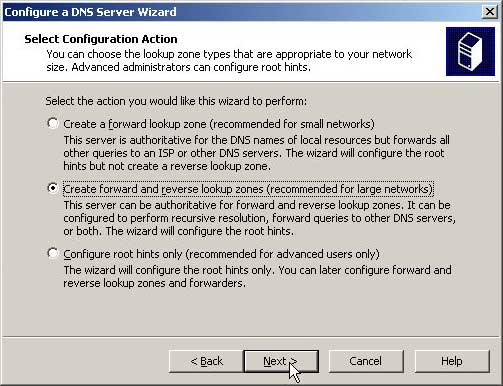 Configure a DNS Server Wizard
Select Configuration Action
You can choose the lookup zone types that are appropriate to your network
size. Advanced administrators can configure root hints.
Select the action you would like this wizard to perform:
Create a forward lookup zone (recommended for small networks)
This server is authoritative for the DNS names of local resources but forwards all
other queries to an ISP or other DNS servers. The wizard will configure the root
hints but not create a reverse lookup zone.
Create forward and reverse lookup zones (recommended for large networks)
This server can be authoritative for forward and reverse lookup zones. It can be
configured to perform recursive resolution, forward queries to other DNS servers,
or both. The wizard will configure the root hints.
Configure root hints only (recommended for advanced users only)
The wizard will configure the root hints only. You can later configure forward and
reverse lookup zones and forwarders.
< Back Next > Cancel Help